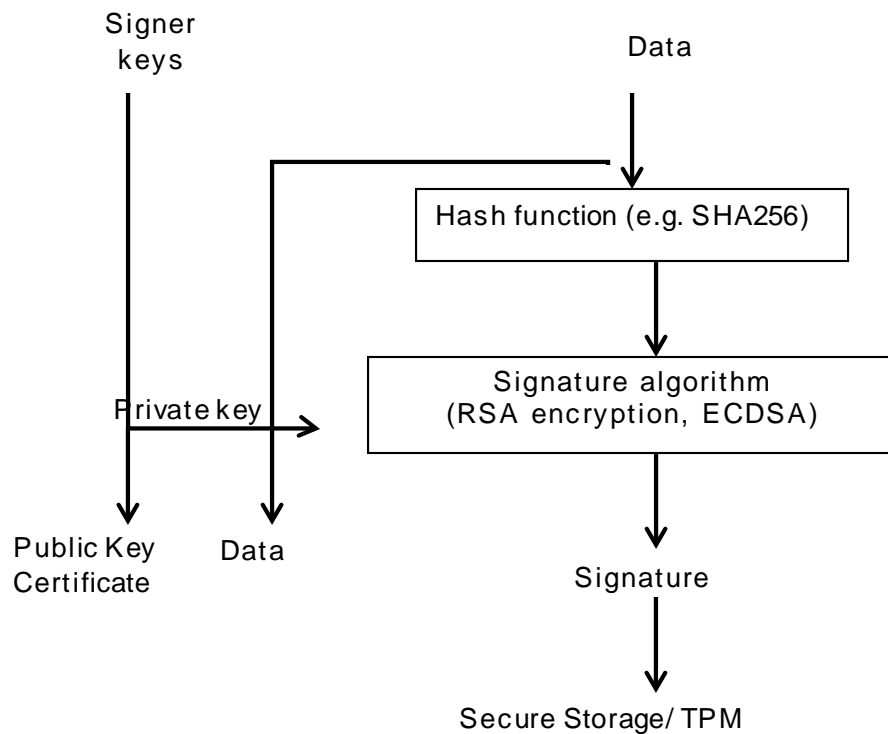 Signer
keys
Data
Hash function (e.g. SHA256)
Signature algorithm
(RSA encryption, ECDSA)
Private key
Public Key
Certificate
Data
Signature
Secure Storage/ TPM